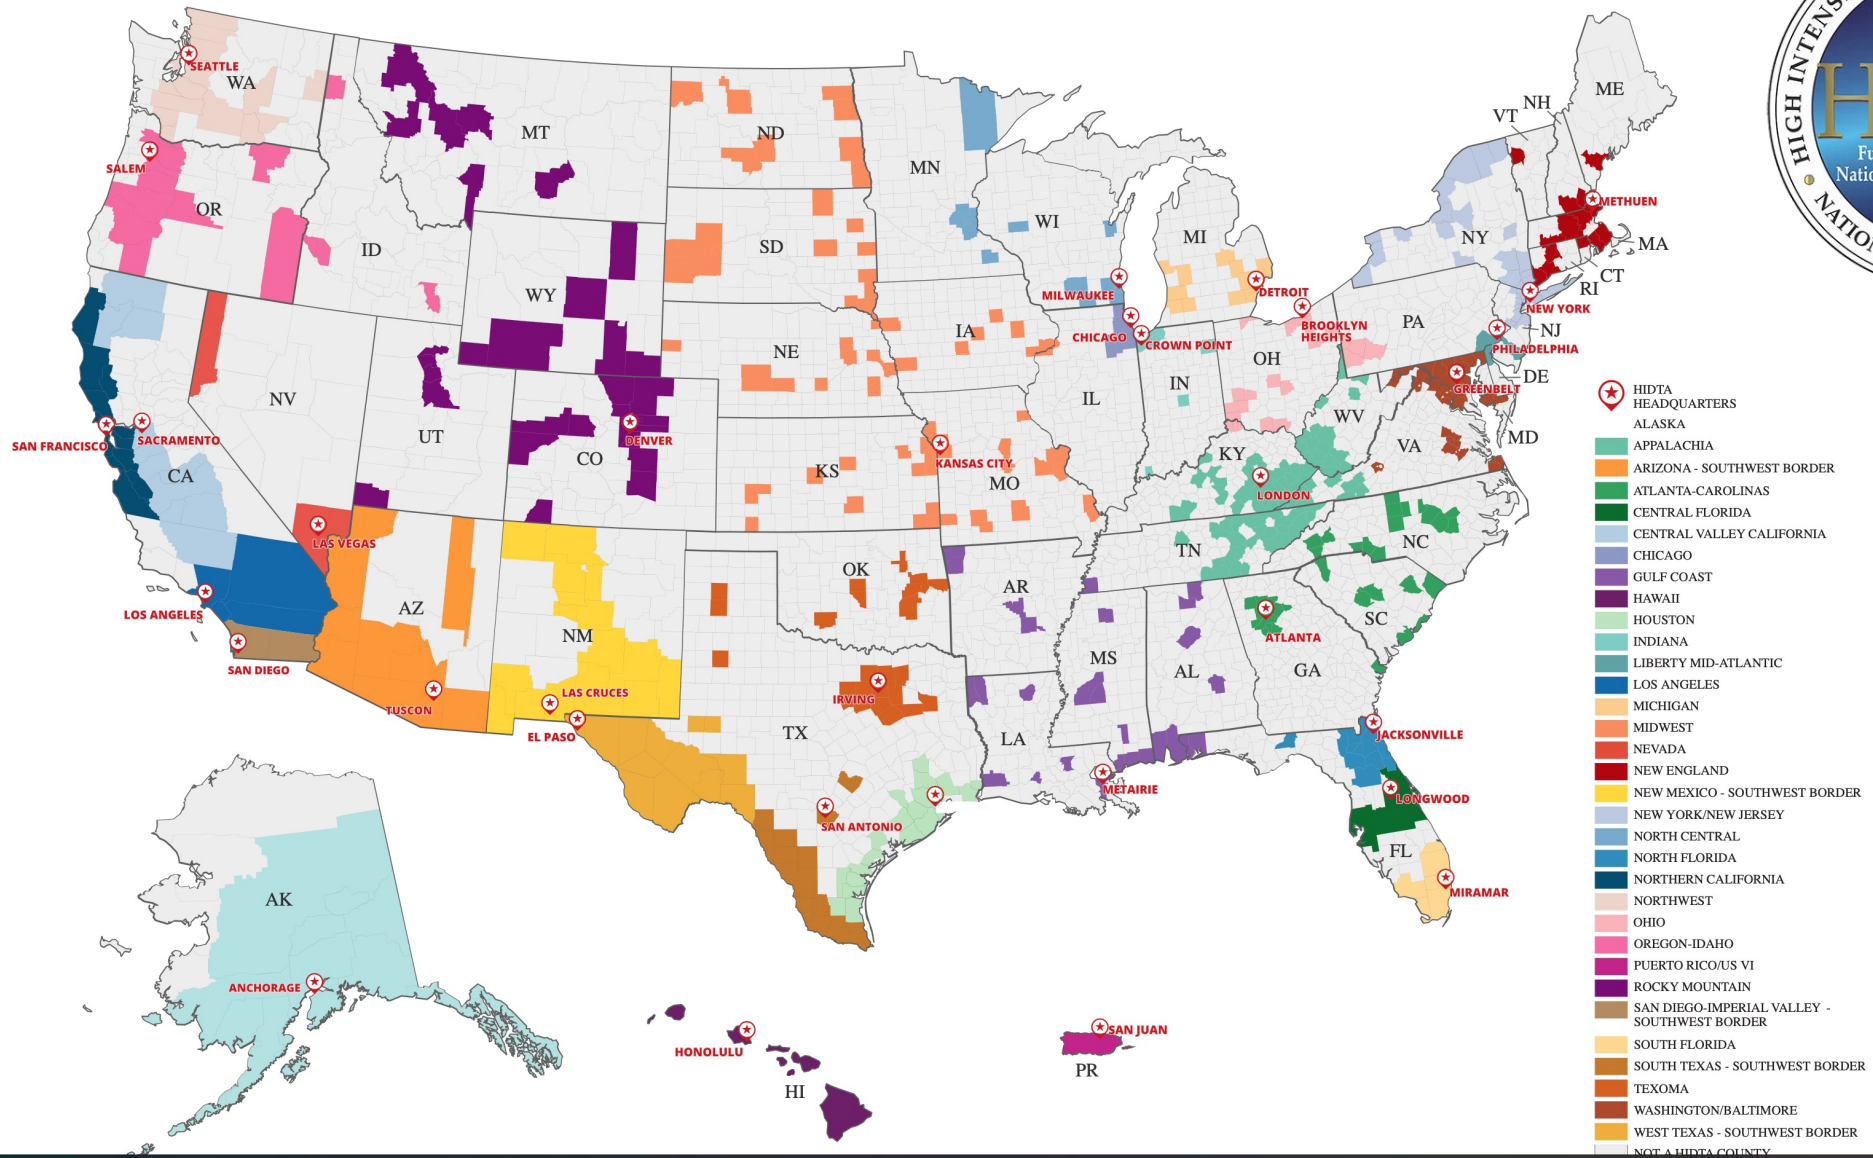 SEATTLE
WA
SALEM
OR
ID
MT
ND
MN
SD
WY
WI
MI
NY
VT
NH
ME
METHUEN
MA
CT
RI
NEW YORK
NJ
PHILADELPHIA
PA
DE
GREENBELT
MD
MILWAUKEE
CHICAGO
CROWN POINT
DETROIT
BROOKLYN
HEIGHTS
OH
IN
IL
IA
NE
NV
UT
CO
DENVER
KS
KANSAS CITY
MO
KY
LONDON
WV
VA
SAN FRANCISCO
SACRAMENTO
CA
LAS VEGAS
LOS ANGELES
SAN DIEGO
AZ
TUSCON
NM
LAS CRUCES
EL PASO
OK
AR
TN
NC
SC
ATLANTA
GA
AL
MS
LA
METAIRIE
TX
IRVING
SAN ANTONIO
JACKSONVILLE
LONGWOOD
FL
MIRAMAR
AK
ANCHORAGE
HONOLULU
HI
SAN JUAN
PR
HIGH INTENS
H
Fu
Natio
NATIO
HIDTA
HEADQUARTERS
ALASKA
APPALACHIA
ARIZONA - SOUTHWEST BORDER
ATLANTA-CAROLINAS
CENTRAL FLORIDA
CENTRAL VALLEY CALIFORNIA
CHICAGO
GULF COAST
HAWAII
HOUSTON
INDIANA
LIBERTY MID-ATLANTIC
LOS ANGELES
MICHIGAN
MIDWEST
NEVADA
NEW ENGLAND
NEW MEXICO - SOUTHWEST BORDER
NEW YORK/NEW JERSEY
NORTH CENTRAL
NORTH FLORIDA
NORTHERN CALIFORNIA
NORTHWEST
OHIO
OREGON-IDAHO
PUERTO RICO/US VI
ROCKY MOUNTAIN
SAN DIEGO-IMPERIAL VALLEY -
SOUTHWEST BORDER
SOUTH FLORIDA
SOUTH TEXAS - SOUTHWEST BORDER
TEXOMA
WASHINGTON/BALTIMORE
WEST TEXAS - SOUTHWEST BORDER
NOT A HIDTA COUNTY